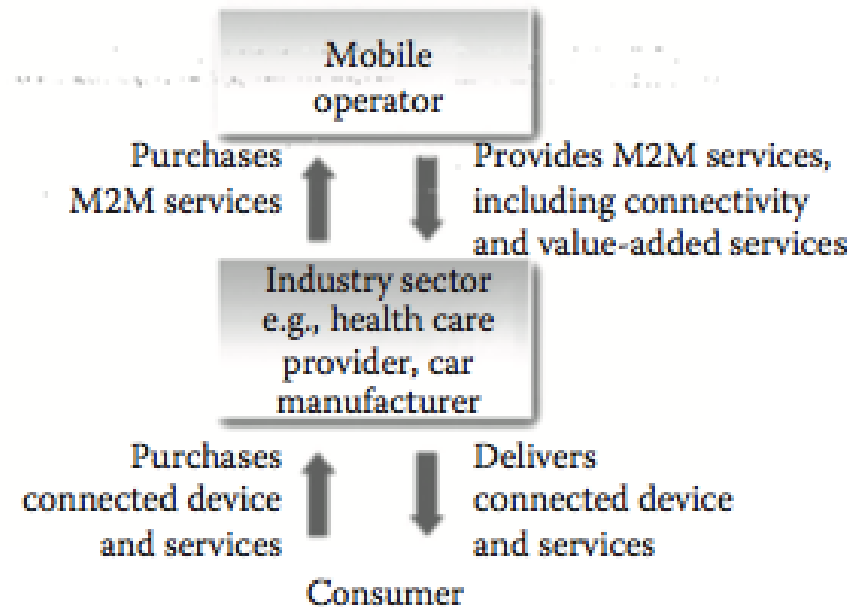 Mobile
operator
Purchases
M2M services
Provides M2M services,
including connectivity
and value-added services
Industry sector
e.g., health care
provider, car
manufacturer
Purchases
connected device
and services
Delivers
connected device
and services
Consumer